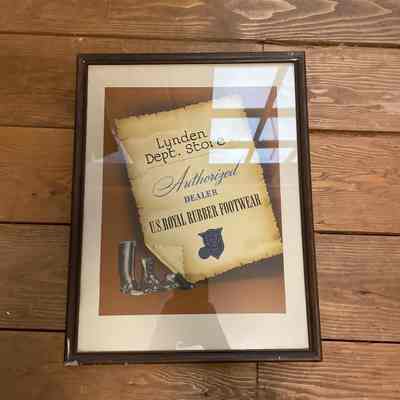 Lynden
Dept. Store
Authorized
DEALER
U.S. ROYAL RUBBER FOOTWEAR